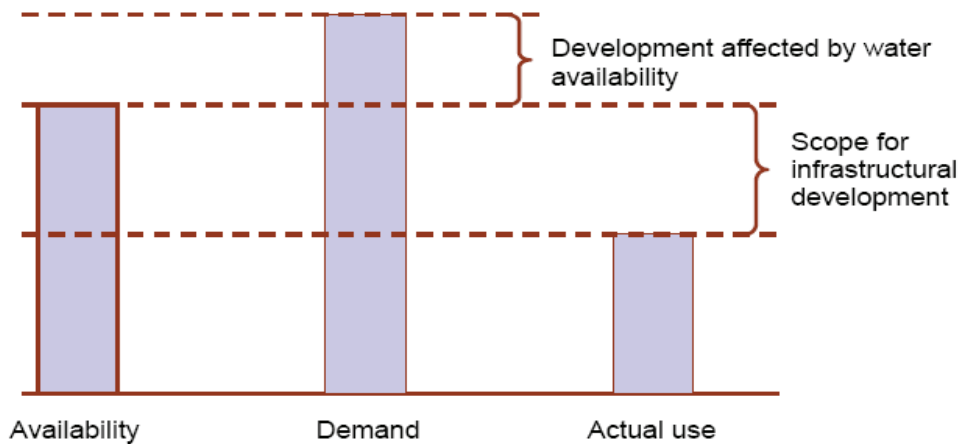 Development affected by water
availability
Scope for
infrastructural
development
Availability
Demand
Actual use